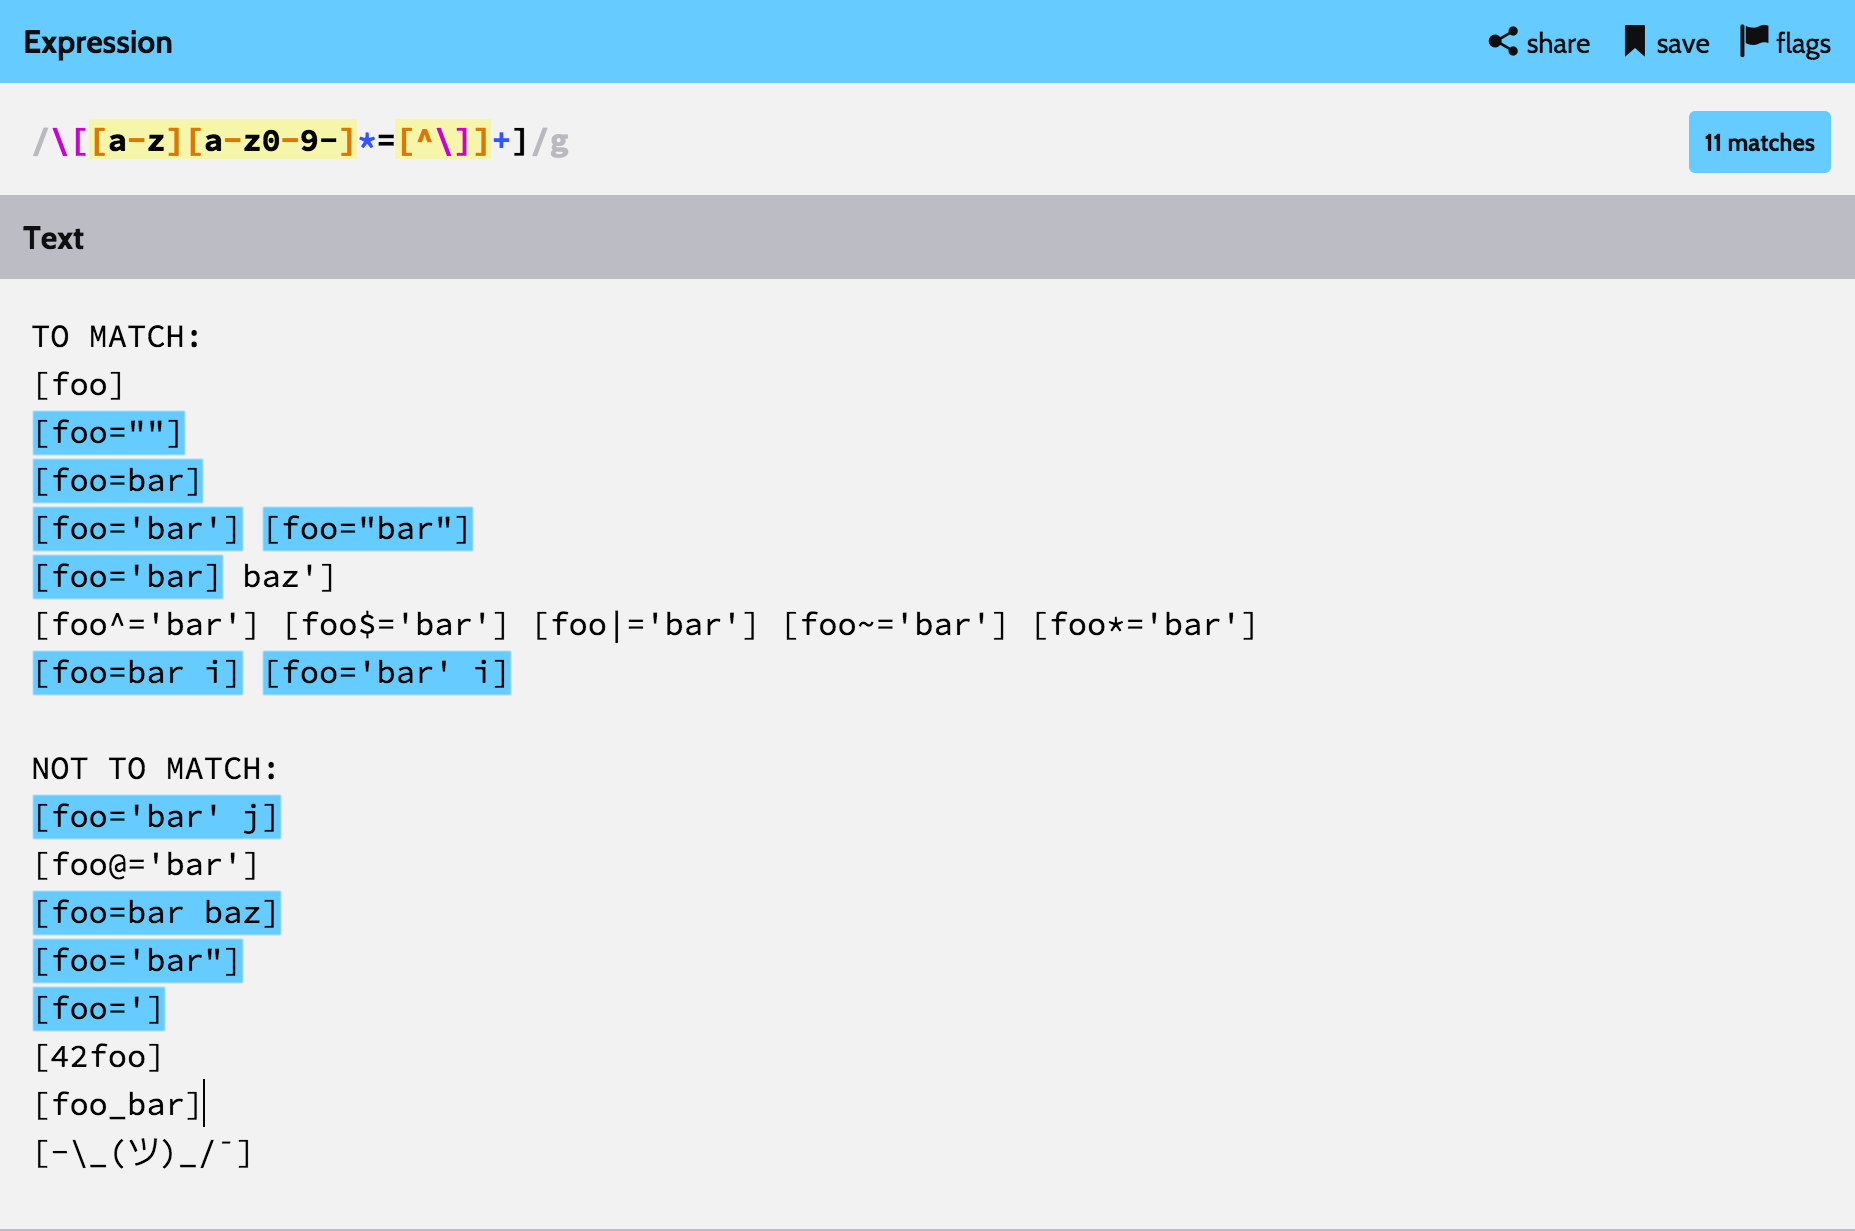 Expression share save flags
/\[[a-z][a-z0-9-]*=[^\]]+]/g 11 matches
Text
TO MATCH:
[foo]
[foo=""]
[foo=bar]
[foo='bar'] [foo="bar"]
[foo='bar] baz']
[foo^='bar'] [foo$='bar'] [foo|='bar'] [foo~='bar'] [foo*='bar']
[foo=bar i] [foo='bar' i]
NOT TO MATCH:
[foo='bar' j]
[foo@='bar']
[foo=bar baz]
[foo='bar"]
[foo=']
[42foo]
[foo_bar]
[-\_(ツ)_/¯]